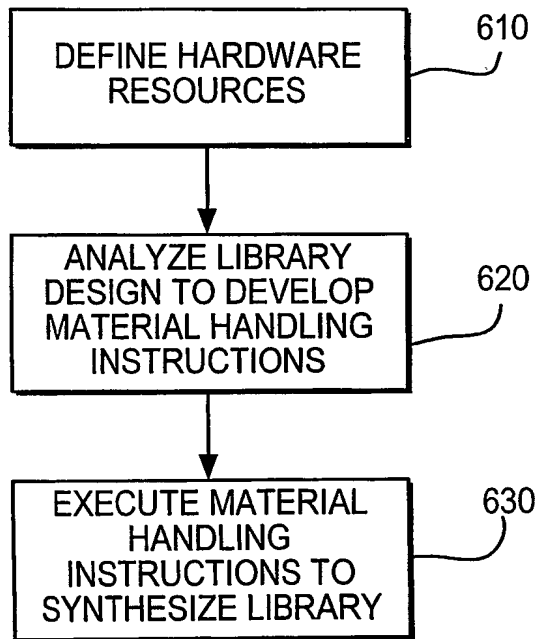 DEFINE HARDWARE
RESOURCES
610
ANALYZE LIBRARY
DESIGN TO DEVELOP
MATERIAL HANDLING
INSTRUCTIONS
620
EXECUTE MATERIAL
HANDLING
INSTRUCTIONS TO
SYNTHESIZE LIBRARY
630